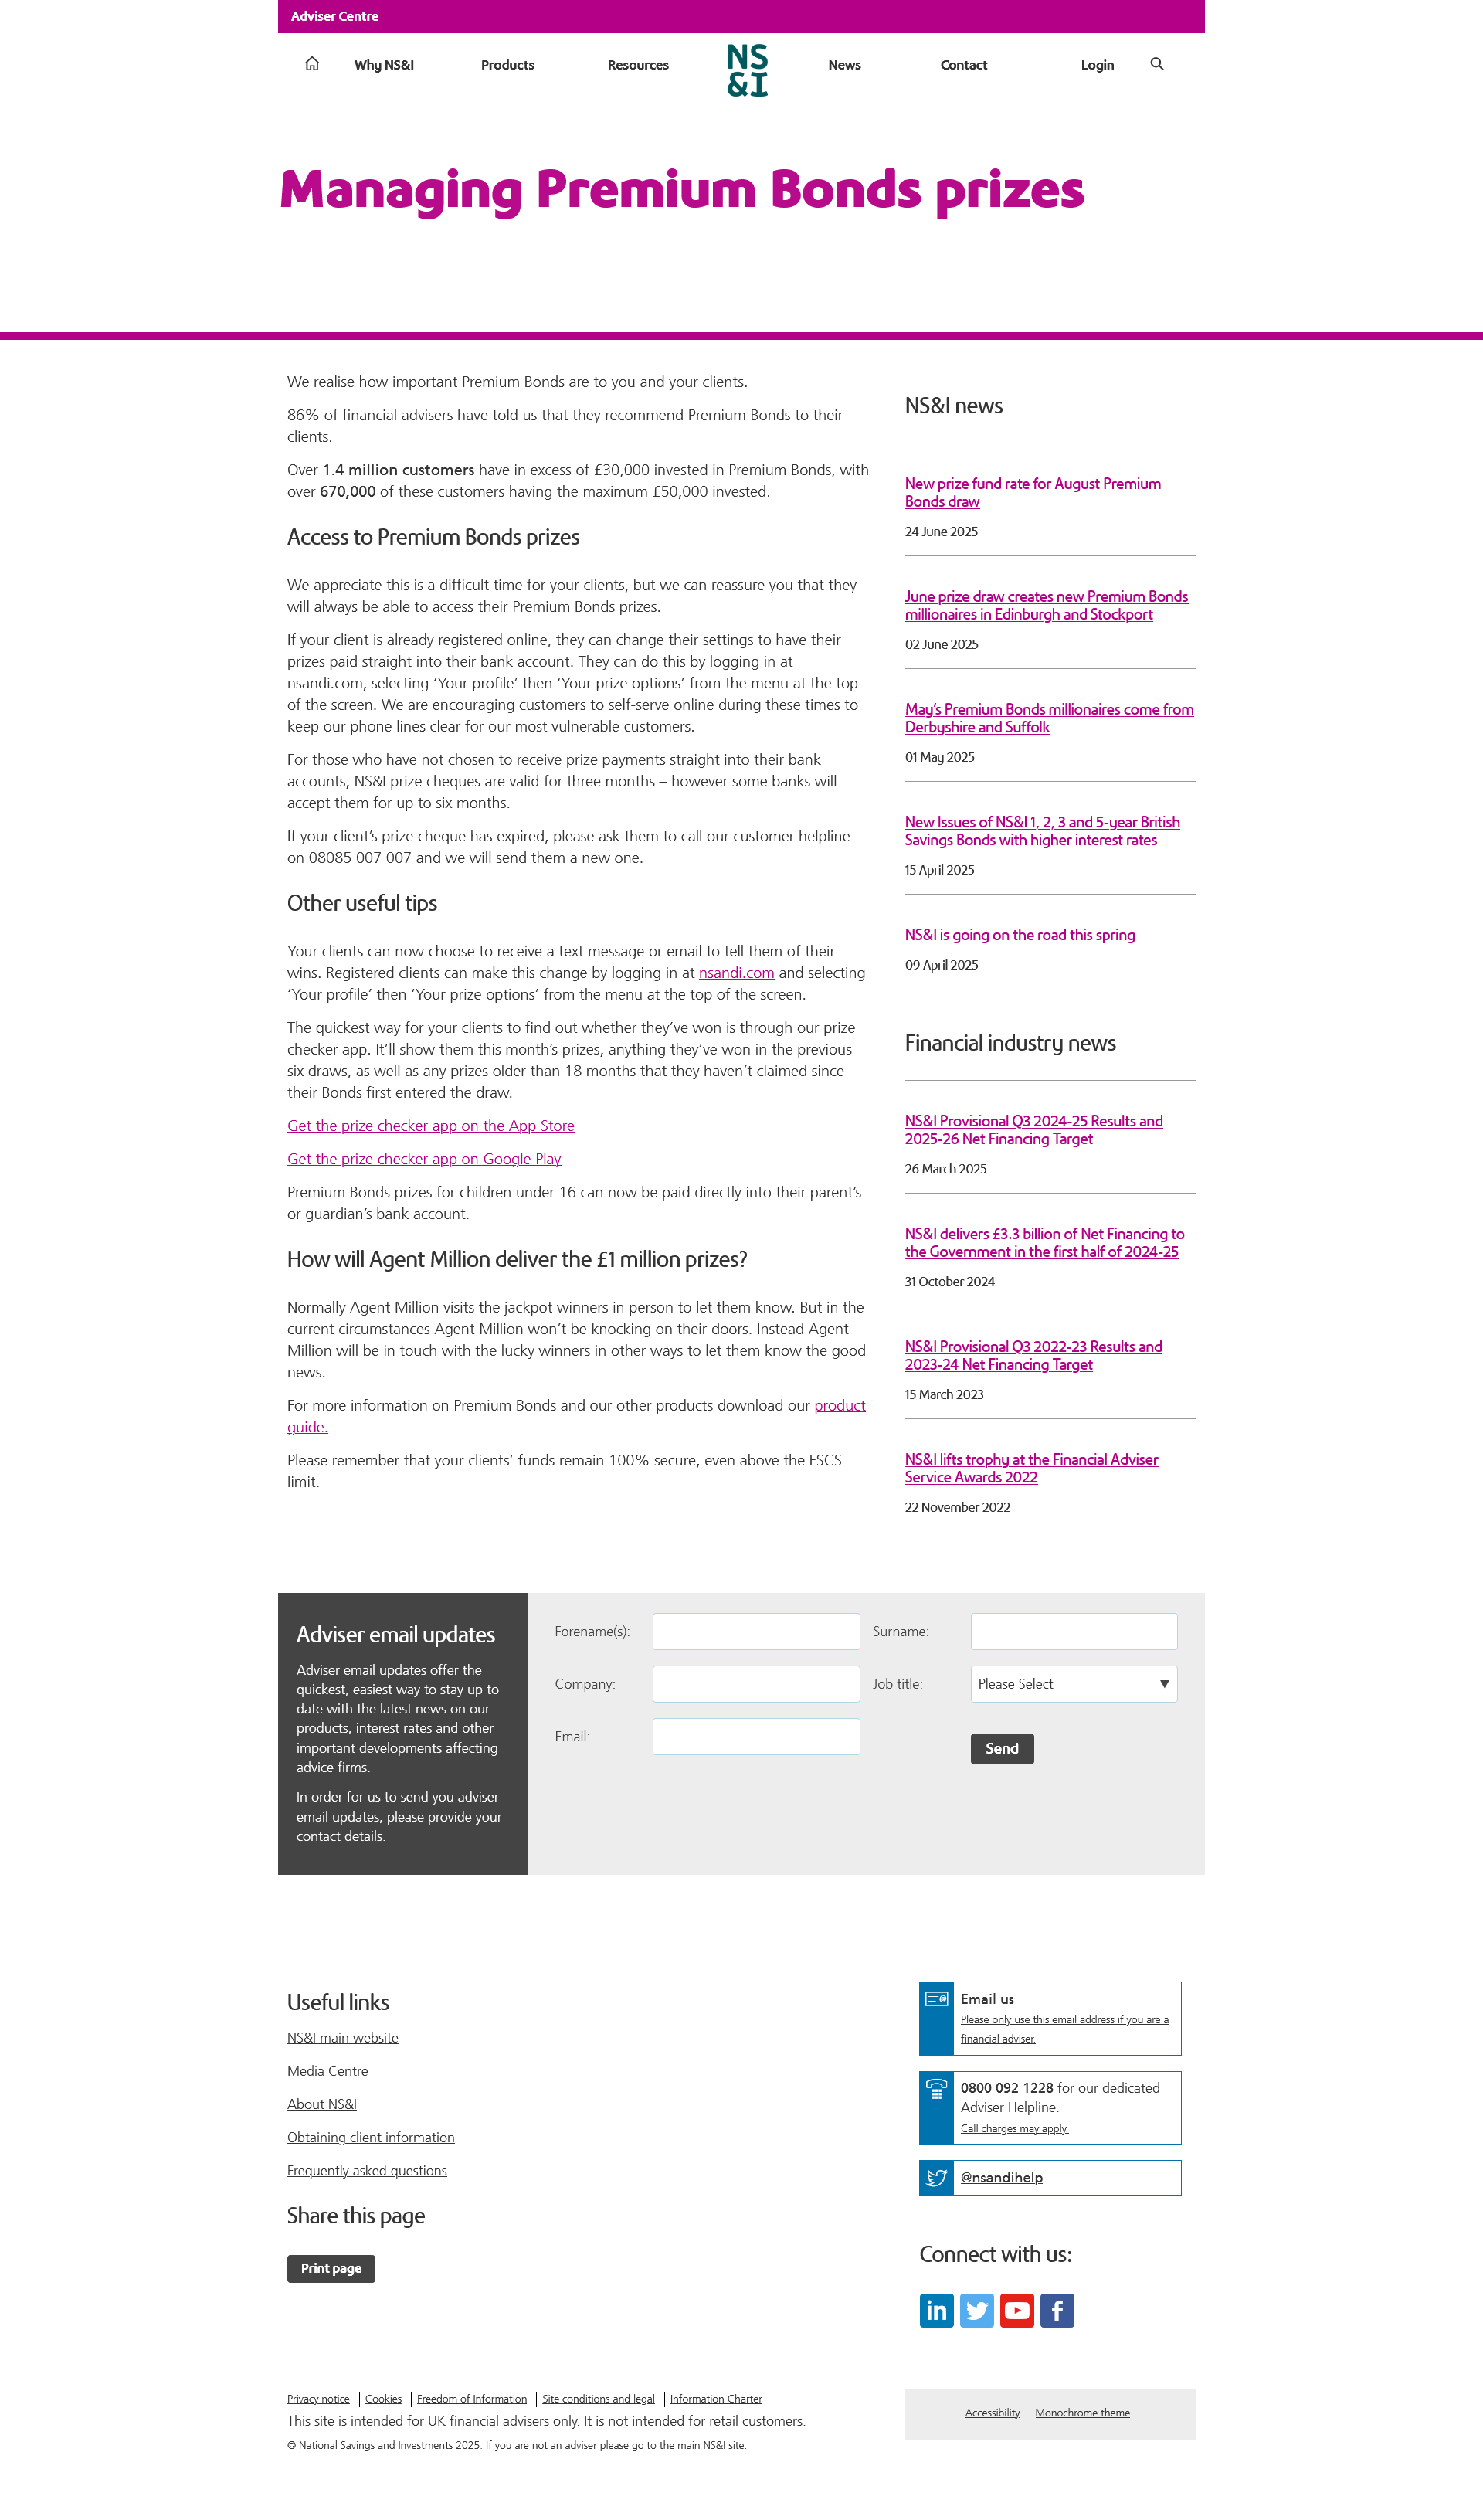 Adviser Centre
Why NS&I
Products
Resources
NS
&I
News
Contact
Login
Managing Premium Bonds prizes
We realise how important Premium Bonds are to you and your clients.
86% of financial advisers have told us that they recommend Premium Bonds to their
clients.
Over 1.4 million customers have in excess of £30,000 invested in Premium Bonds, with
over 670,000 of these customers having the maximum £50,000 invested.
Access to Premium Bonds prizes
We appreciate this is a difficult time for your clients, but we can reassure you that they
will always be able to access their Premium Bonds prizes.
If your client is already registered online, they can change their settings to have their
prizes paid straight into their bank account. They can do this by logging in at
nsandi.com, selecting ‘Your profile’ then ‘Your prize options’ from the menu at the top
of the screen. We are encouraging customers to self-serve online during these times to
keep our phone lines clear for our most vulnerable customers.
For those who have not chosen to receive prize payments straight into their bank
accounts, NS&I prize cheques are valid for three months – however some banks will
accept them for up to six months.
If your client’s prize cheque has expired, please ask them to call our customer helpline
on 08085 007 007 and we will send them a new one.
Other useful tips
Your clients can now choose to receive a text message or email to tell them of their
wins. Registered clients can make this change by logging in at nsandi.com and selecting
‘Your profile’ then ‘Your prize options’ from the menu at the top of the screen.
The quickest way for your clients to find out whether they’ve won is through our prize
checker app. It’ll show them this month’s prizes, anything they’ve won in the previous
six draws, as well as any prizes older than 18 months that they haven’t claimed since
their Bonds first entered the draw.
Get the prize checker app on the App Store
Get the prize checker app on Google Play
Premium Bonds prizes for children under 16 can now be paid directly into their parent’s
or guardian’s bank account.
How will Agent Million deliver the £1 million prizes?
Normally Agent Million visits the jackpot winners in person to let them know. But in the
current circumstances Agent Million won’t be knocking on their doors. Instead Agent
Million will be in touch with the lucky winners in other ways to let them know the good
news.
For more information on Premium Bonds and our other products download our product
guide.
Please remember that your clients’ funds remain 100% secure, even above the FSCS
limit.
NS&I news
New prize fund rate for August Premium
Bonds draw
24 June 2025
June prize draw creates new Premium Bonds
millionaires in Edinburgh and Stockport
02 June 2025
May’s Premium Bonds millionaires come from
Derbyshire and Suffolk
01 May 2025
New Issues of NS&I 1, 2, 3 and 5-year British
Savings Bonds with higher interest rates
15 April 2025
NS&I is going on the road this spring
09 April 2025
Financial industry news
NS&I Provisional Q3 2024-25 Results and
2025-26 Net Financing Target
26 March 2025
NS&I delivers £3.3 billion of Net Financing to
the Government in the first half of 2024-25
31 October 2024
NS&I Provisional Q3 2022-23 Results and
2023-24 Net Financing Target
15 March 2023
NS&I lifts trophy at the Financial Adviser
Service Awards 2022
22 November 2022
Adviser email updates
Adviser email updates offer the
quickest, easiest way to stay up to
date with the latest news on our
products, interest rates and other
important developments affecting
advice firms.
In order for us to send you adviser
email updates, please provide your
contact details.
Forename(s):
Surname:
Company:
Job title:
Please Select
Email:
Send
Useful links
NS&I main website
Media Centre
About NS&I
Obtaining client information
Frequently asked questions
Share this page
Print page
Email us
Please only use this email address if you are a
financial adviser.
0800 092 1228 for our dedicated
Adviser Helpline.
Call charges may apply.
@nsandihelp
Connect with us:
Privacy notice
Cookies
Freedom of Information
Site conditions and legal
Information Charter
This site is intended for UK financial advisers only. It is not intended for retail customers.
© National Savings and Investments 2025. If you are not an adviser please go to the main NS&I site.
Accessibility
Monochrome theme